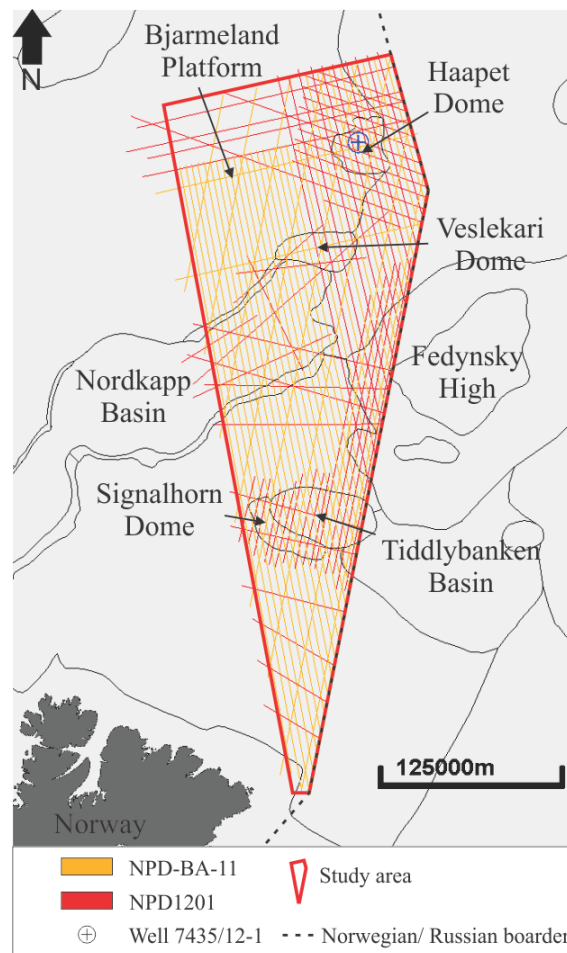 Bjarmeland
Platform
Haapet
Dome
N
Veslekari
Dome
Fedynsky
High
Nordkapp
Basin
Signalhorn
Dome
Tiddlybanken
Basin
125000m
Norway
NPD-BA-11
Study area
NPD1201
Well 7435/12-1
Norwegian/ Russian boarder